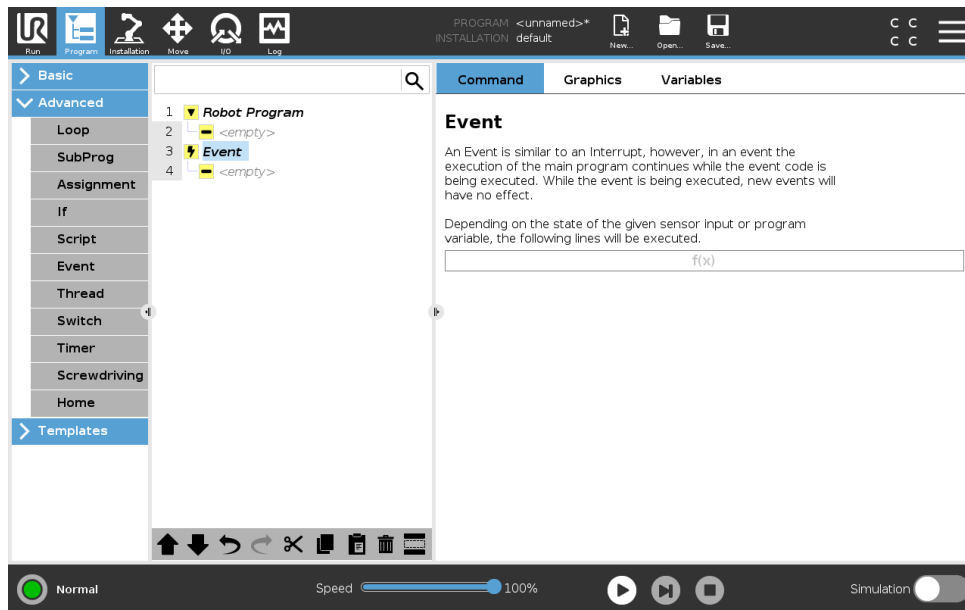 UR
Run
Program
Installation
Move
I/O
Log
PROGRAM <unnamed>*
INSTALLATION default
New...
Open...
Save...
C C
C C
Basic
Advanced
Loop
SubProg
Assignment
If
Script
Event
Thread
Switch
Timer
Screwdriving
Home
Templates
1 Robot Program
2 <empty>
3 Event
4 <empty>
Command Graphics Variables
Event
An Event is similar to an Interrupt, however, in an event the
execution of the main program continues while the event code is
being executed. While the event is being executed, new events will
have no effect.
Depending on the state of the given sensor input or program
variable, the following lines will be executed.
f(x)
Normal
Speed 100%
Simulation